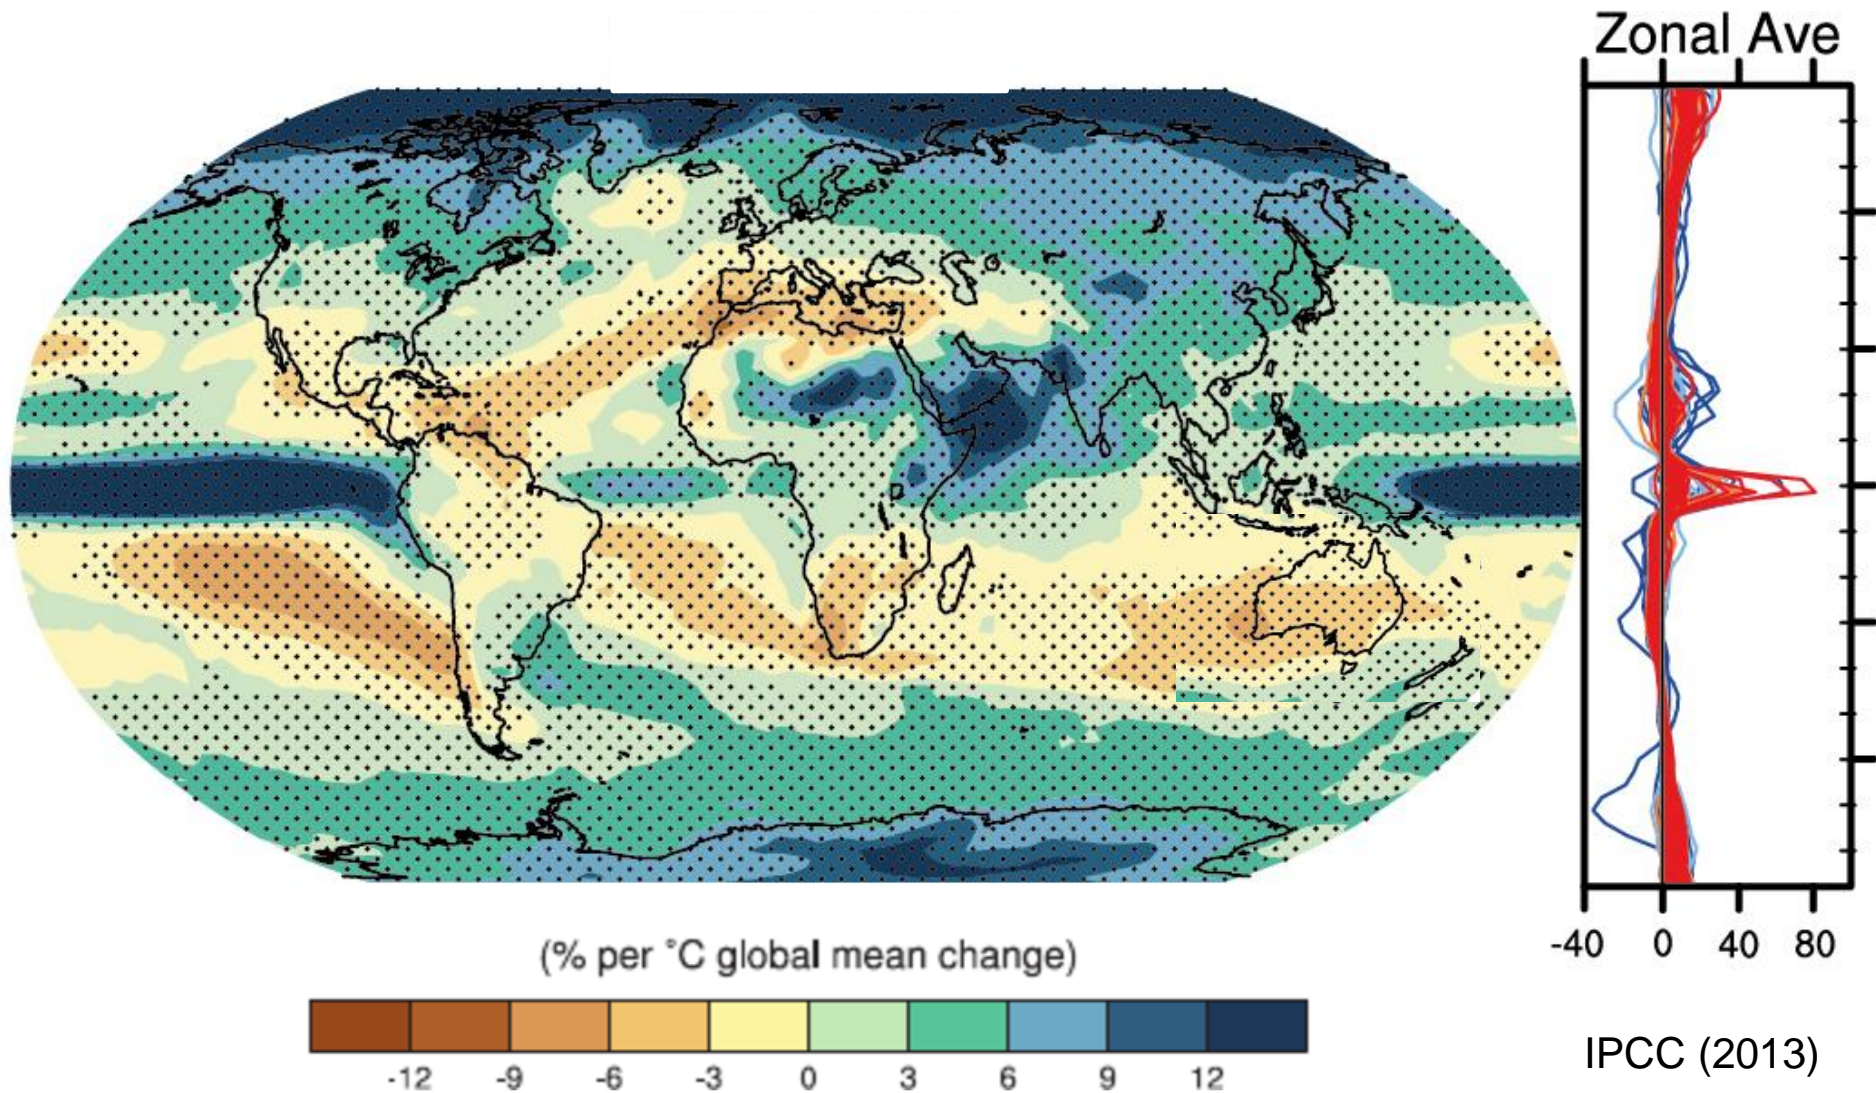 Zonal Ave
-40 0 40 80
(% per °C global mean change)
-12 -9 -6 -3 0 3 6 9 12
IPCC (2013)